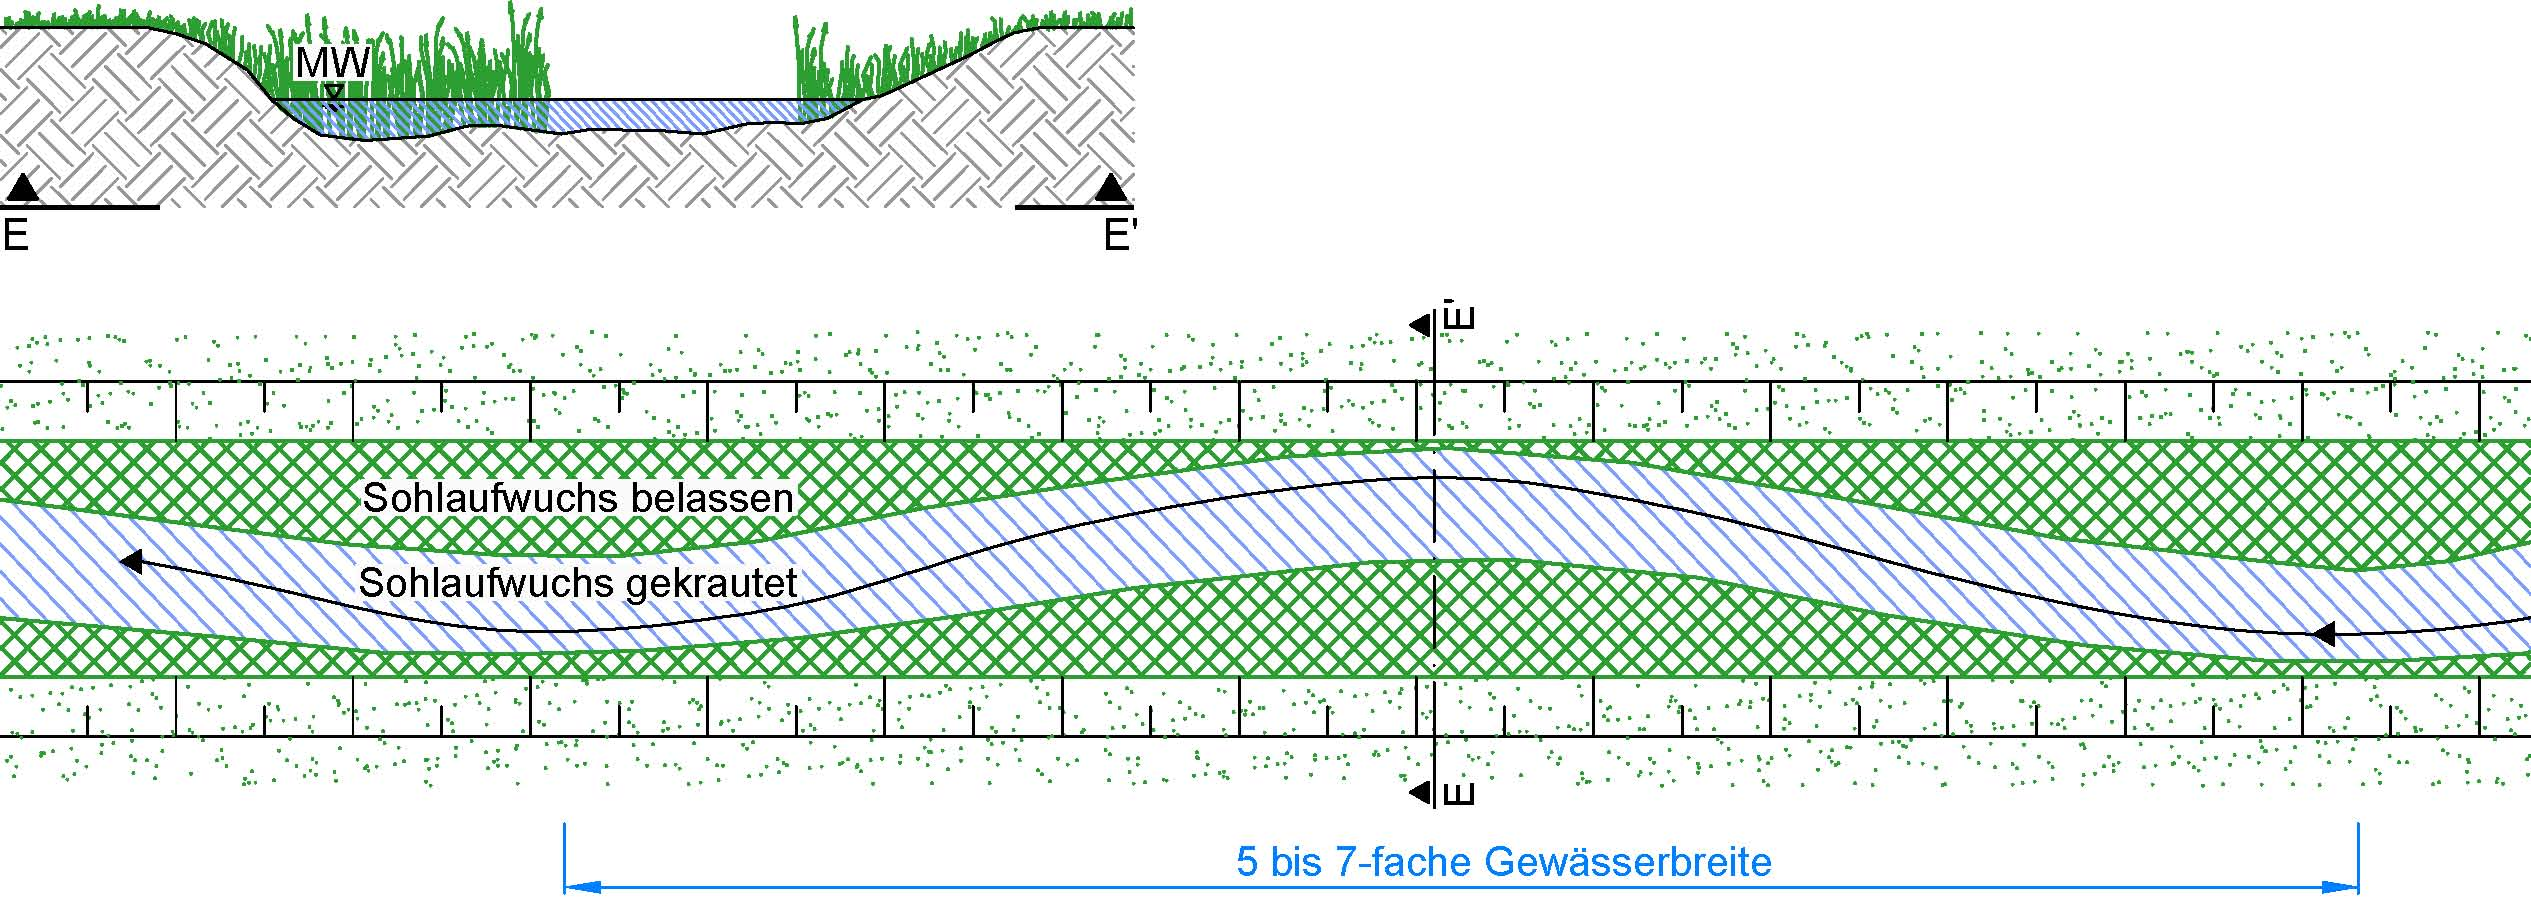 MW
E
E'
E'
Sohlaufwuchs belassen
Sohlaufwuchs gekrautet
E
5 bis 7-fache Gewässerbreite